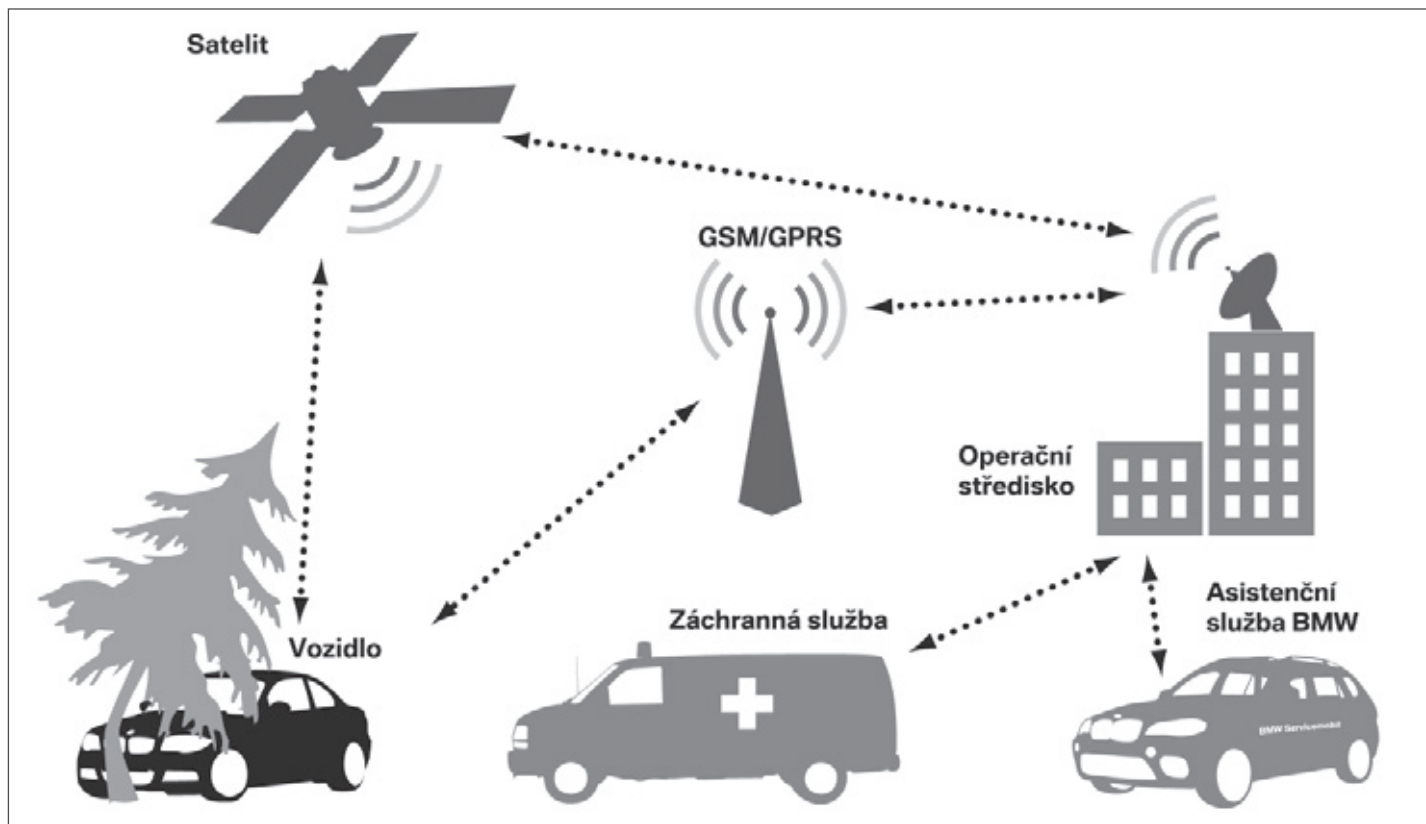 Satelit
GSM/GPRS
Operační
středisko
Vozidlo
Záchranná služba
Asistenční
služba BMW
BMW Servicemobil